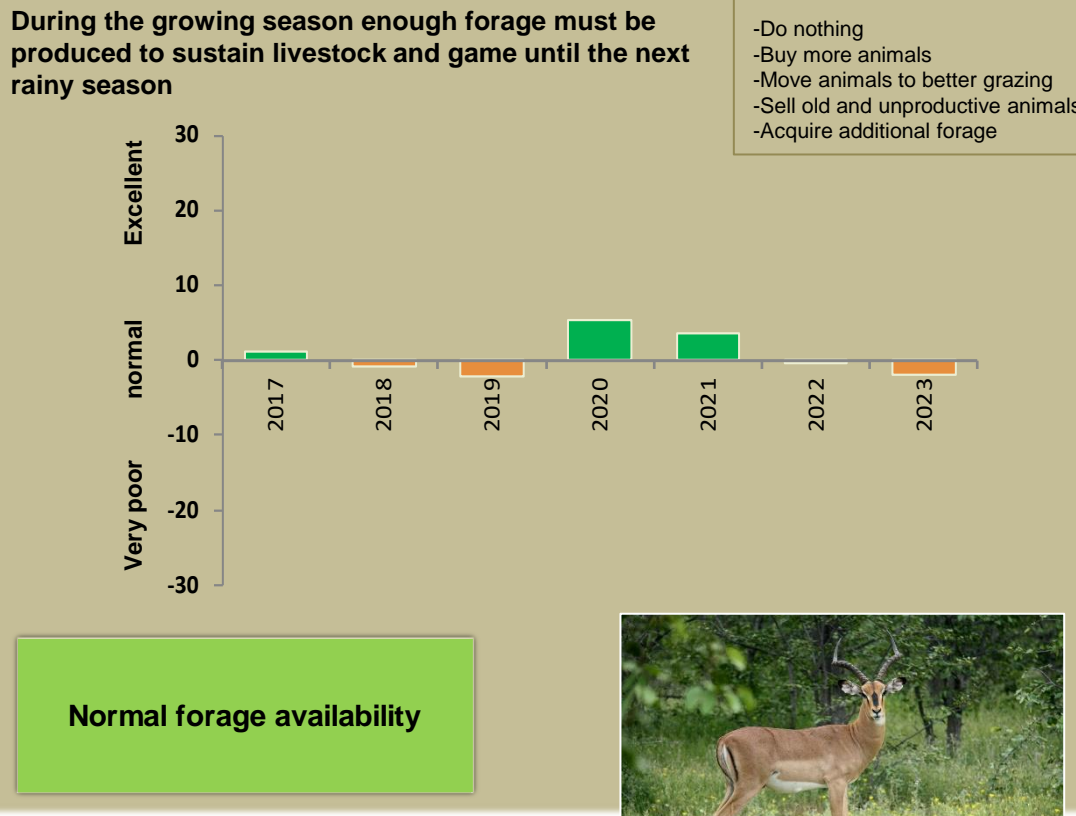 During the growing season enough forage must be
produced to sustain livestock and game until the next
rainy season
-Do nothing
-Buy more animals
-Move animals to better grazing
-Sell old and unproductive animals
-Acquire additional forage
30
20
10
0
-10
-20
-30
Excellent
normal
Very poor
2017
2018
2019
2020
2021
2022
2023
Normal forage availability